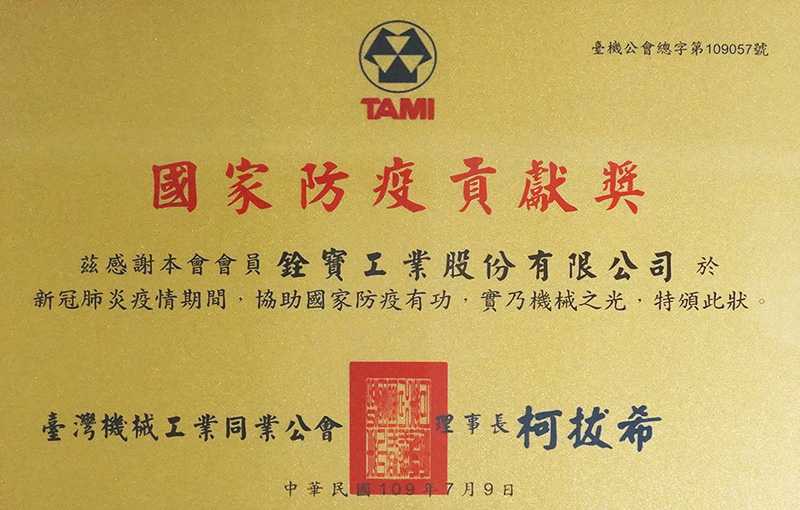 臺機公會總字第109057號
TAMI
國家防疫貢獻獎
茲感謝本會會員 銓寶工業股份有限公司 於
新冠肺炎疫情期間，協助國家防疫有功，實乃機械之光，特頒此狀。
臺灣機械工業同業公會 理事長 柯拔希
中華民國109年7月9日